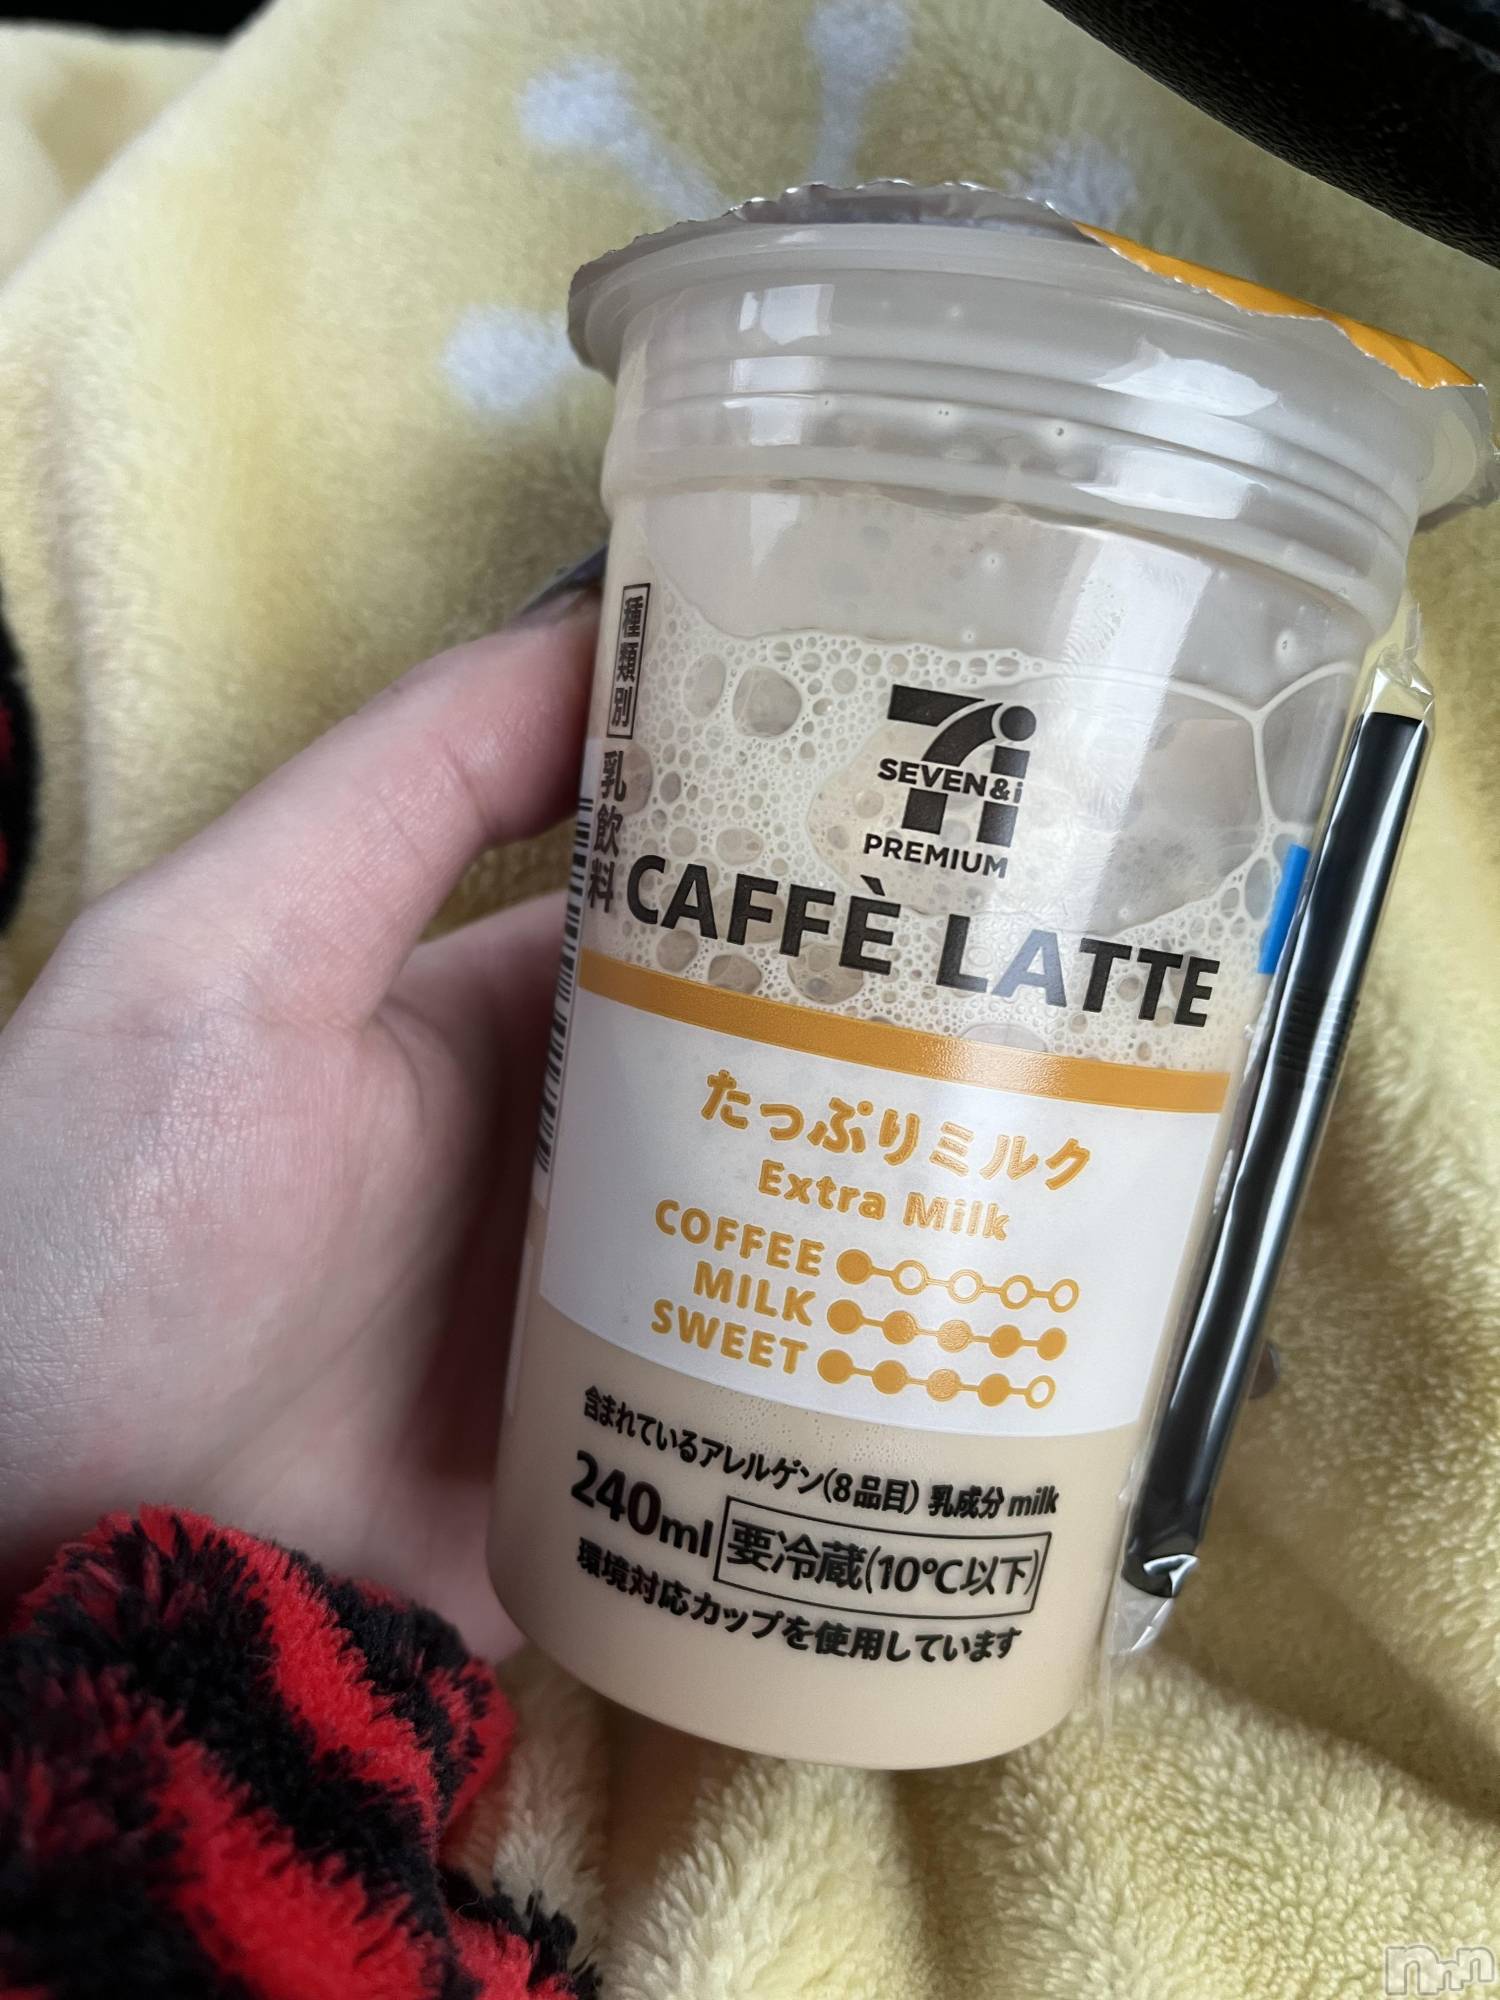 種類別 乳飲料
SEVEN&i
PREMIUM
CAFFÈ LATTE
たっぷりミルク
Extra Milk
COFFEE
MILK
SWEET
含まれているアレルゲン(8品目) 乳成分 milk
240ml 要冷蔵(10℃以下)
環境対応カップを使用しています